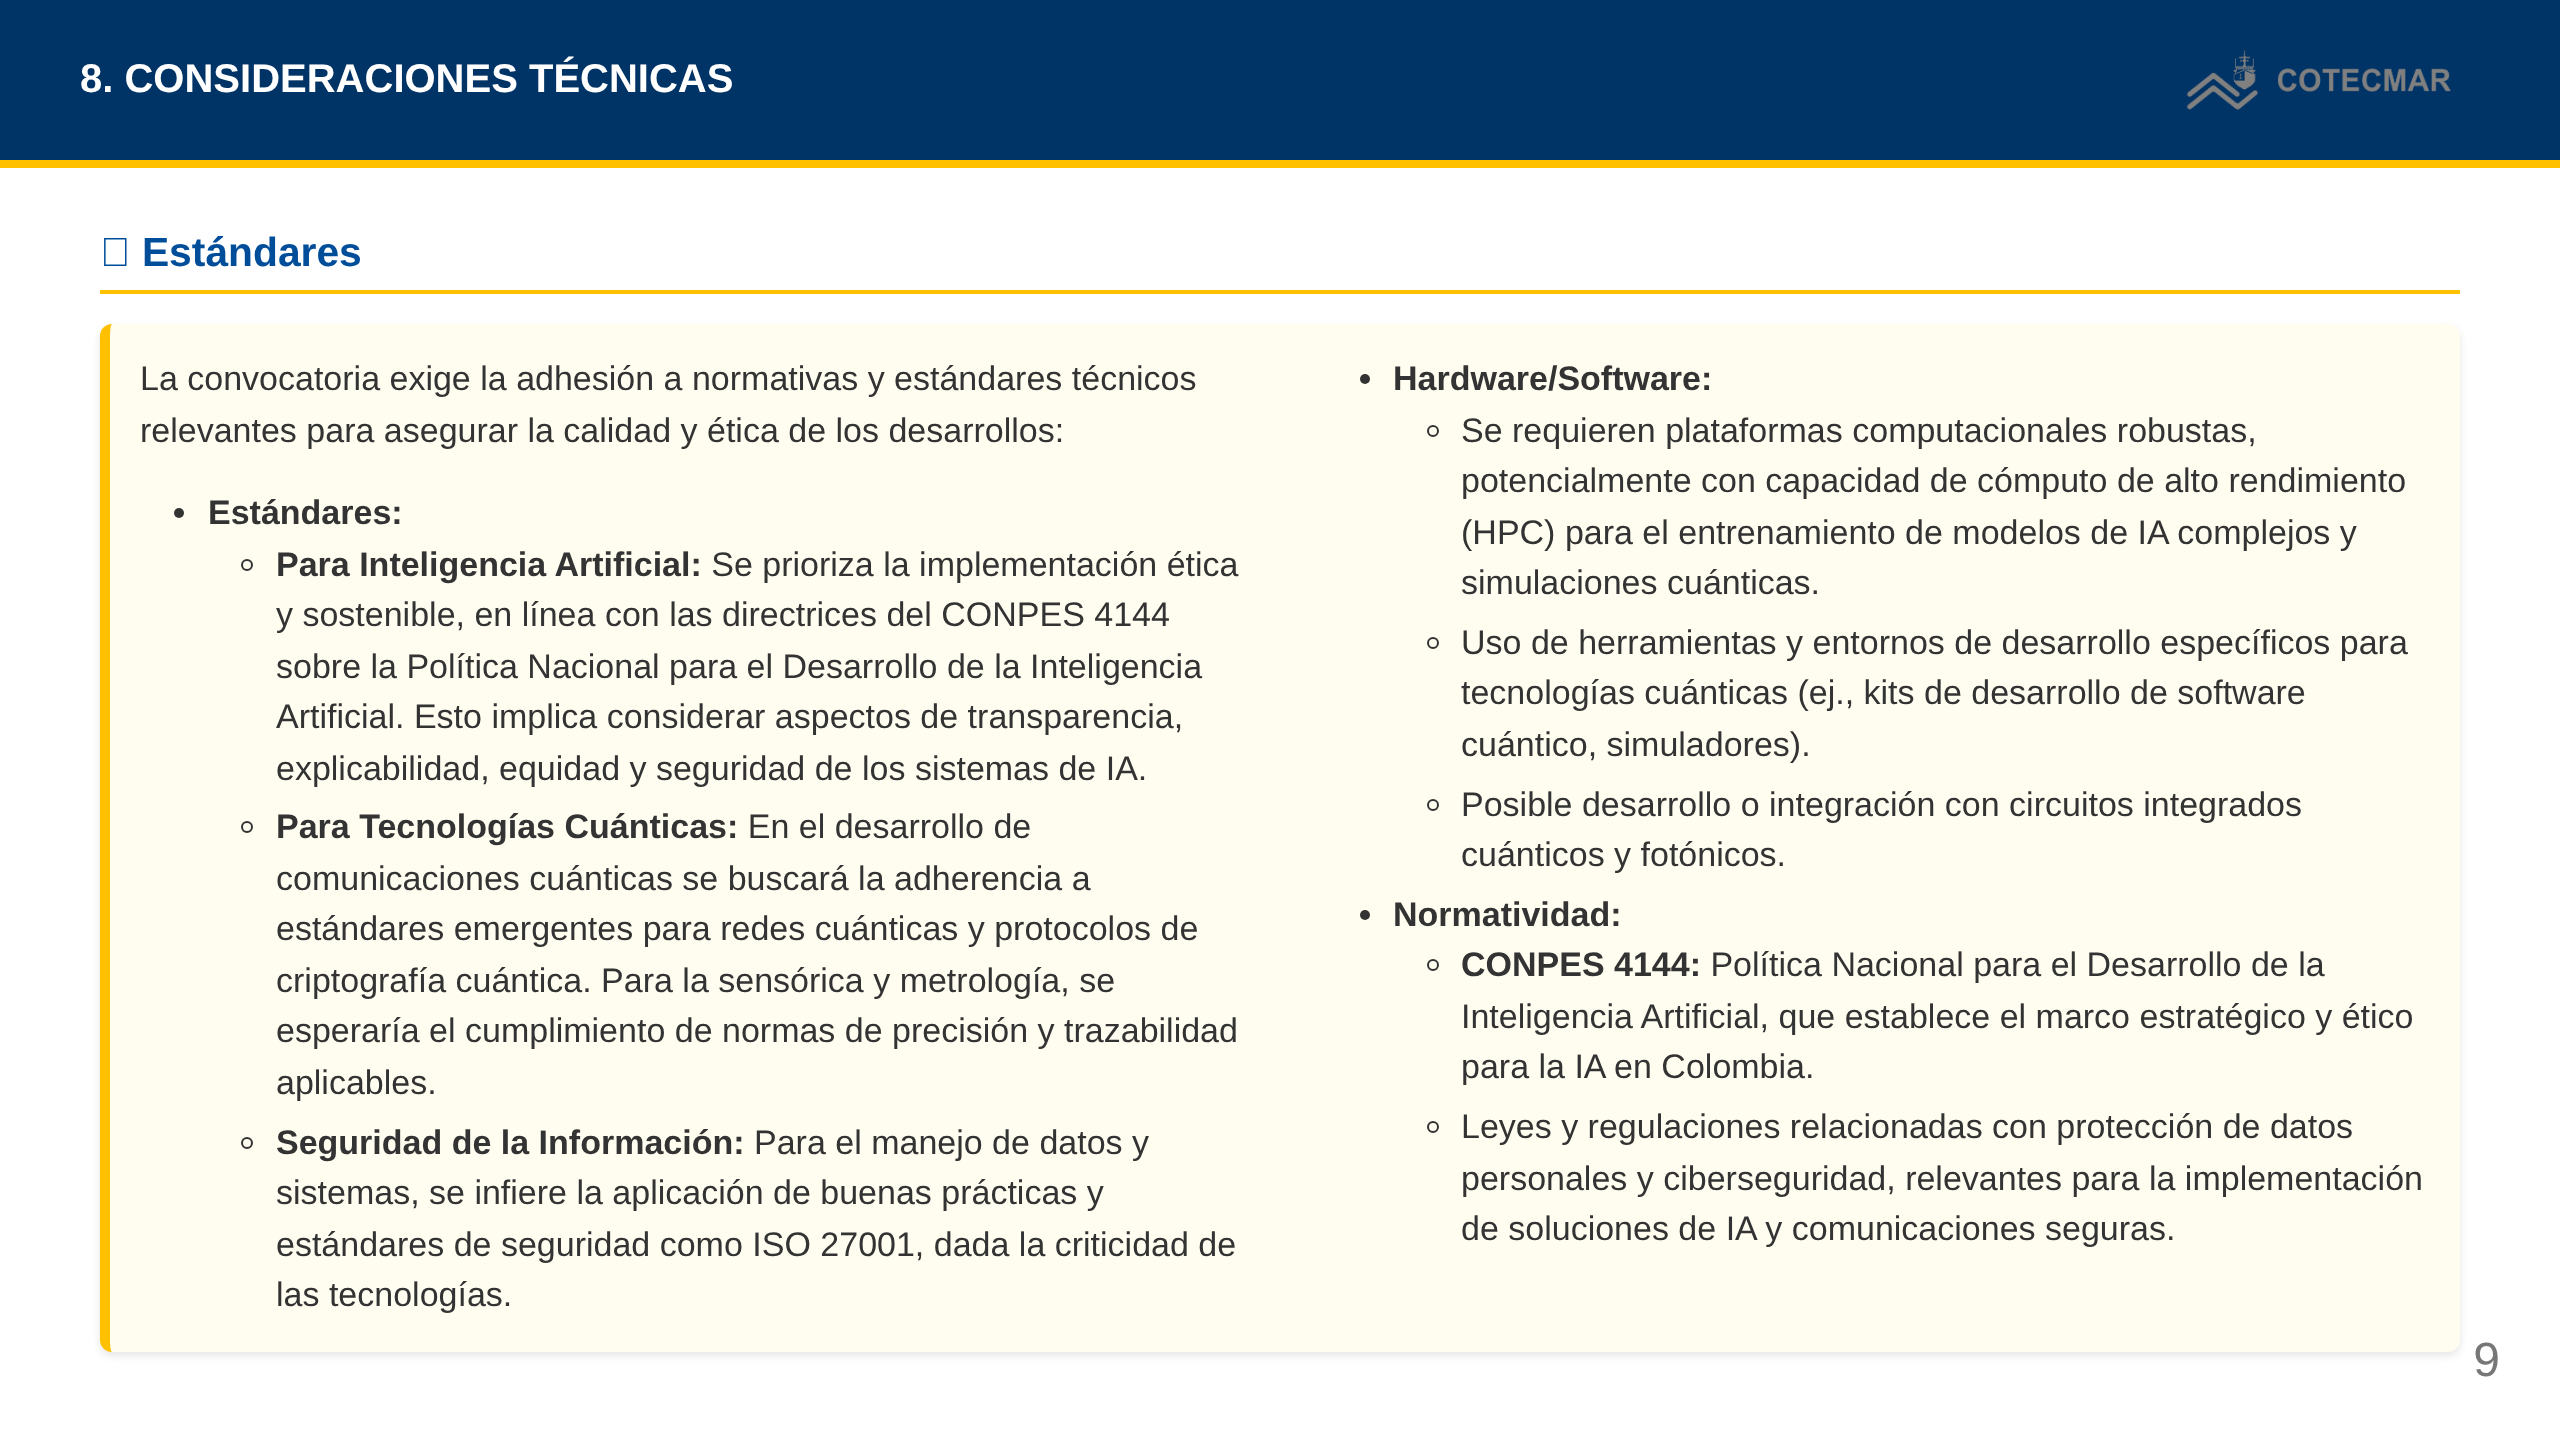 8. CONSIDERACIONES TÉCNICAS
COTECMAR
Estándares
La convocatoria exige la adhesión a normativas y estándares técnicos
relevantes para asegurar la calidad y ética de los desarrollos:
• Estándares:
◦ Para Inteligencia Artificial: Se prioriza la implementación ética
y sostenible, en línea con las directrices del CONPES 4144
sobre la Política Nacional para el Desarrollo de la Inteligencia
Artificial. Esto implica considerar aspectos de transparencia,
explicabilidad, equidad y seguridad de los sistemas de IA.
◦ Para Tecnologías Cuánticas: En el desarrollo de
comunicaciones cuánticas se buscará la adherencia a
estándares emergentes para redes cuánticas y protocolos de
criptografía cuántica. Para la sensórica y metrología, se
esperaría el cumplimiento de normas de precisión y trazabilidad
aplicables.
◦ Seguridad de la Información: Para el manejo de datos y
sistemas, se infiere la aplicación de buenas prácticas y
estándares de seguridad como ISO 27001, dada la criticidad de
las tecnologías.
• Hardware/Software:
◦ Se requieren plataformas computacionales robustas,
potencialmente con capacidad de cómputo de alto rendimiento
(HPC) para el entrenamiento de modelos de IA complejos y
simulaciones cuánticas.
◦ Uso de herramientas y entornos de desarrollo específicos para
tecnologías cuánticas (ej., kits de desarrollo de software
cuántico, simuladores).
◦ Posible desarrollo o integración con circuitos integrados
cuánticos y fotónicos.
• Normatividad:
◦ CONPES 4144: Política Nacional para el Desarrollo de la
Inteligencia Artificial, que establece el marco estratégico y ético
para la IA en Colombia.
◦ Leyes y regulaciones relacionadas con protección de datos
personales y ciberseguridad, relevantes para la implementación
de soluciones de IA y comunicaciones seguras.
9